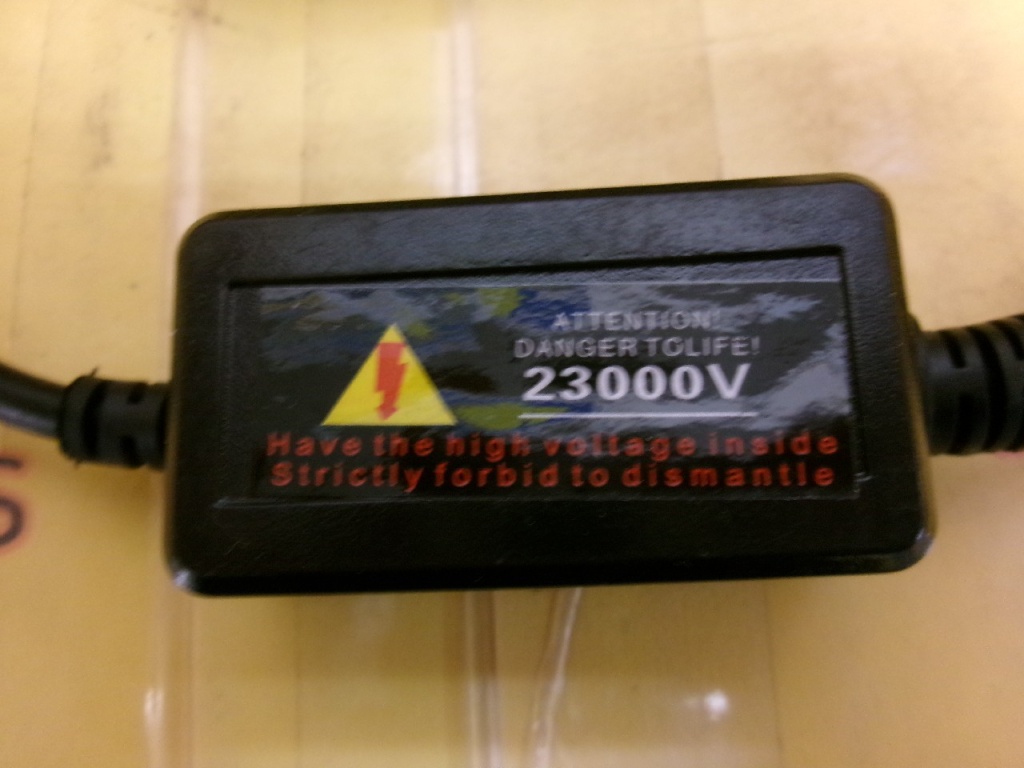 ATTENTION!
DANGER TOLIFE!
23000V
Have the high voltage inside
Strictly forbid to dismantle